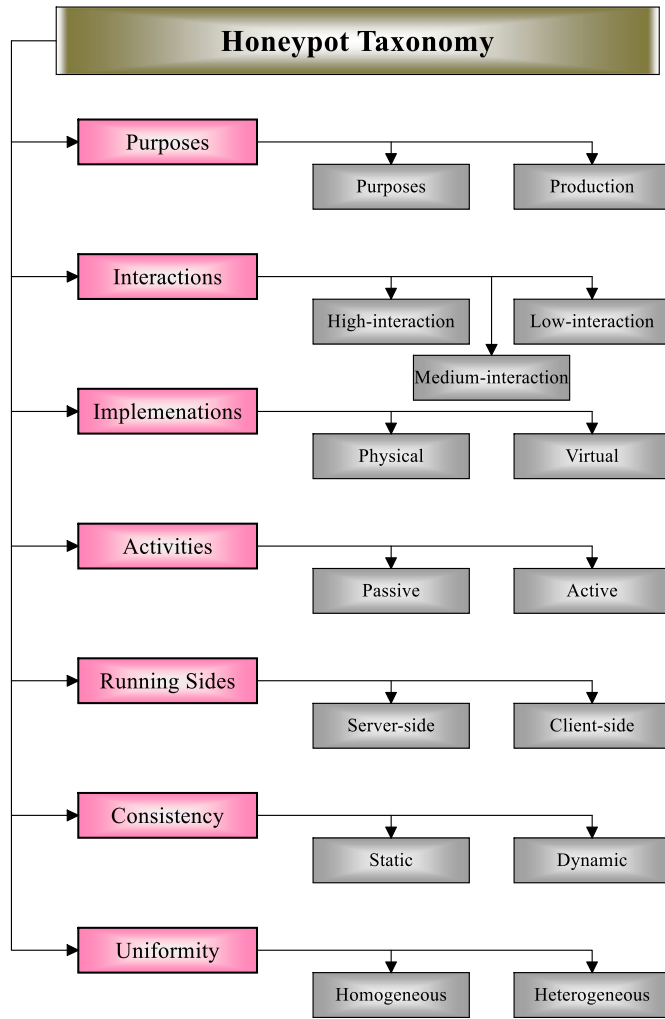 Honeypot Taxonomy
Purposes
Purposes
Production
Interactions
High-interaction
Low-interaction
Medium-interaction
Implemenations
Physical
Virtual
Activities
Passive
Active
Running Sides
Server-side
Client-side
Consistency
Static
Dynamic
Uniformity
Homogeneous
Heterogeneous